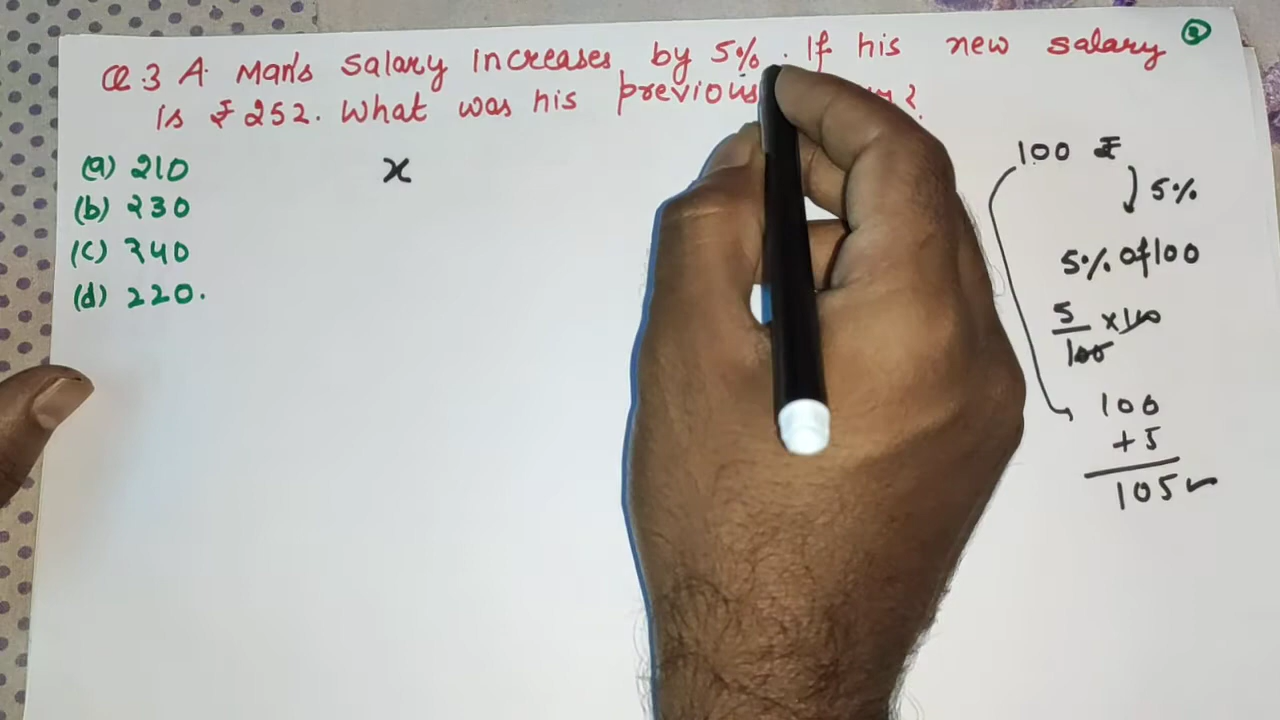 Q.3 A. Man's salary increases by 5%. If his new salary
is ₹252. What was his previous ?
(a) 210
(b) 230
(c) 240
(d) 220.
x
100 ₹
5%
5% of 100
5/100 × 100
100
+5
105